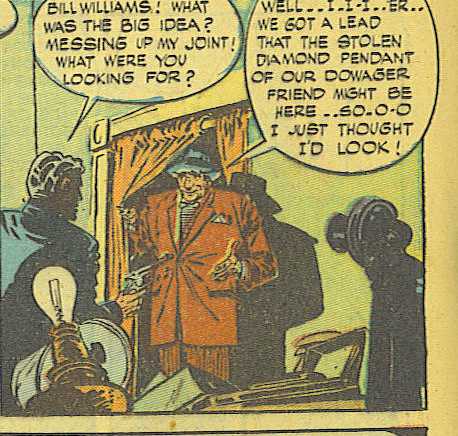 BILL WILLIAMS! WHAT
WAS THE BIG IDEA?
MESSING UP MY JOINT!
WHAT WERE YOU
LOOKING FOR?
WELL..I-I-I..ER..
WE GOT A LEAD
THAT THE STOLEN
DIAMOND PENDANT
OF OUR DOWAGER
FRIEND MIGHT BE
HERE..SO-O-O
I JUST THOUGHT
I'D LOOK!